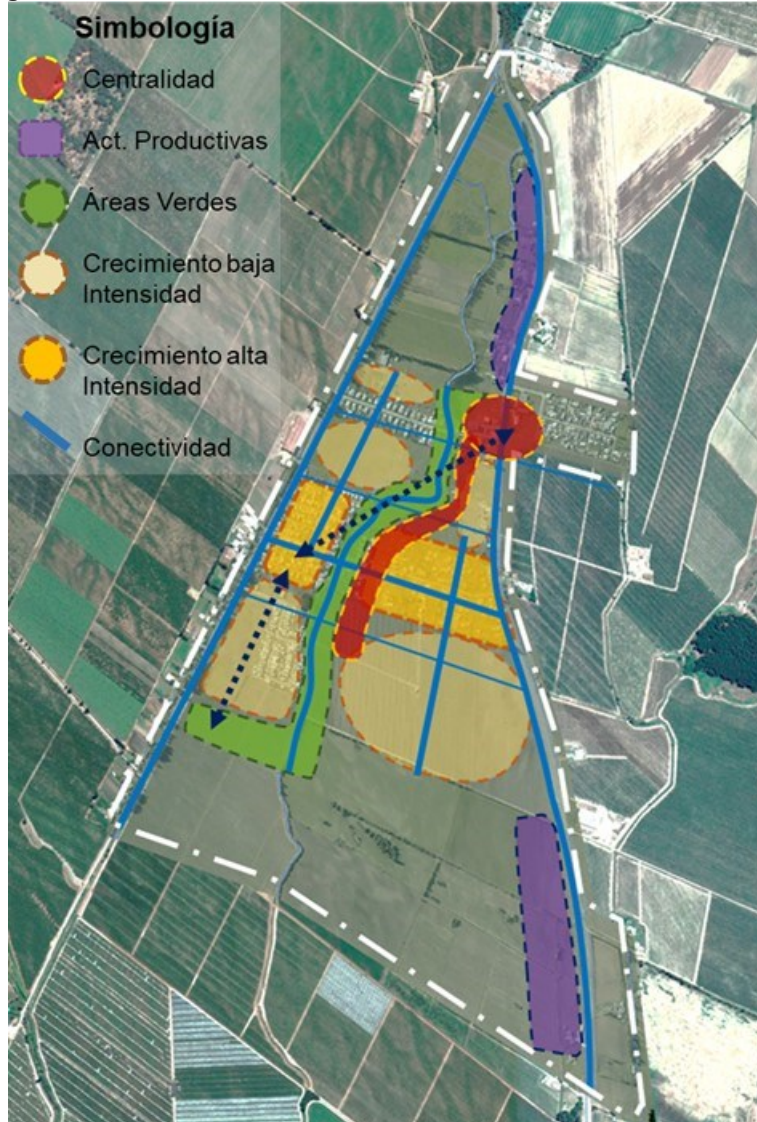 Simbología
Centralidad
Act. Productivas
Áreas Verdes
Crecimiento baja
Intensidad
Crecimiento alta
Intensidad
Conectividad